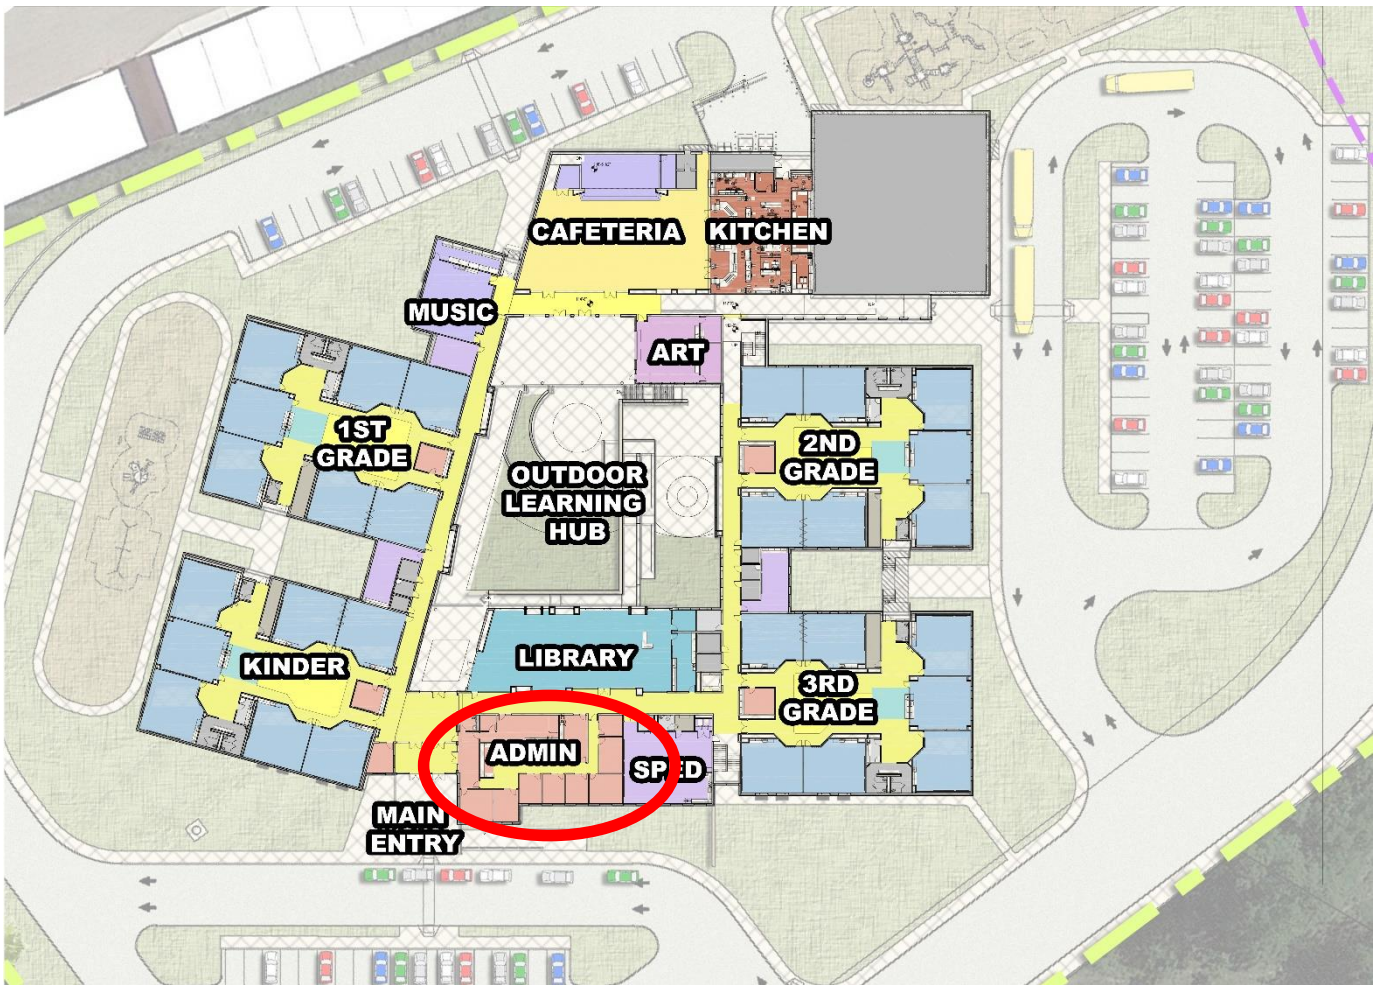 CAFETERIA
KITCHEN
MUSIC
ART
1ST
GRADE
2ND
GRADE
OUTDOOR
LEARNING
HUB
KINDER
LIBRARY
3RD
GRADE
ADMIN
SPED
MAIN
ENTRY